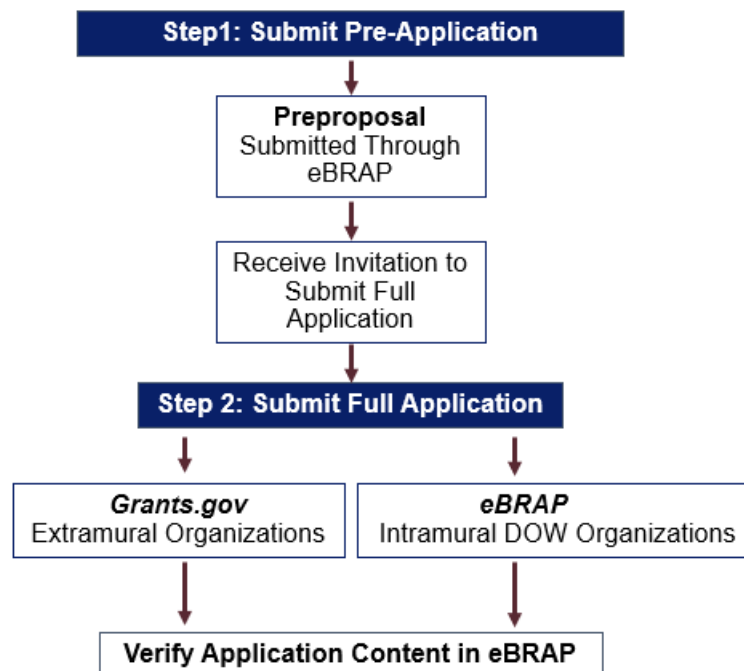 Step1: Submit Pre-Application
Preproposal
Submitted Through
eBRAP
Receive Invitation to
Submit Full
Application
Step 2: Submit Full Application
Grants.gov
Extramural Organizations
eBRAP
Intramural DOW Organizations
Verify Application Content in eBRAP